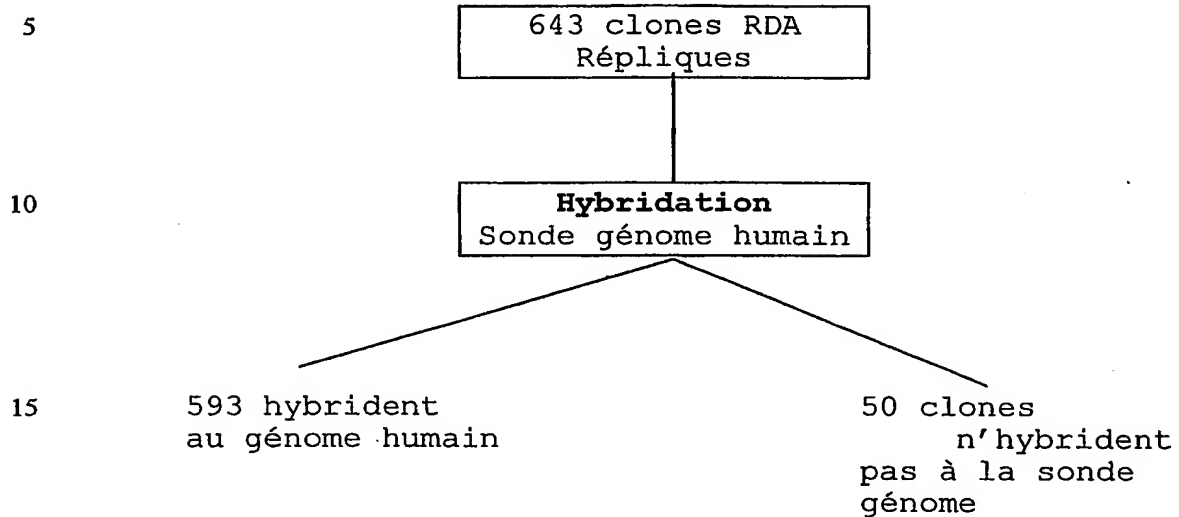 5
643 clones RDA
Répliques
10
Hybridation
Sonde génome humain
15
593 hybrident
au génome humain
50 clones
n'hybrident
pas à la sonde
génome